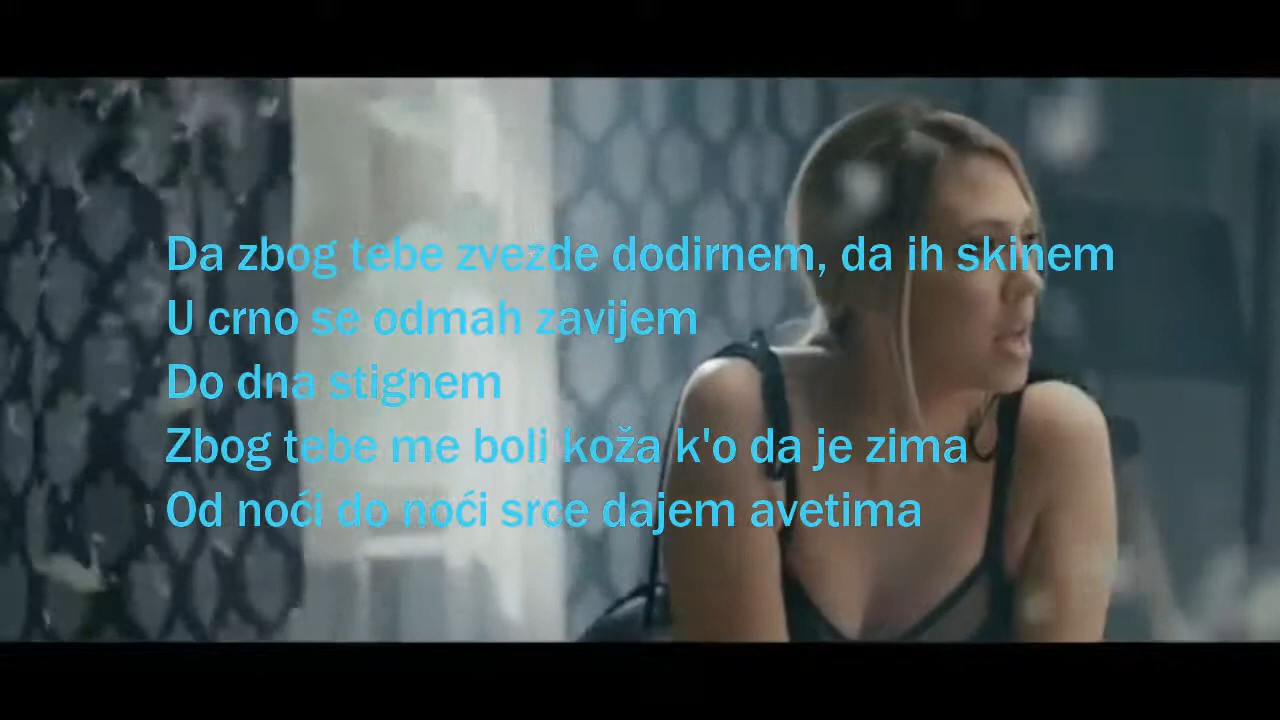 Da zbog tebe zvezde dodirnem, da ih skinem
U crno se odmah zavijem
Do dna stignem
Zbog tebe me boli koža k'o da je zima
Od noći do noći srce dajem avetima